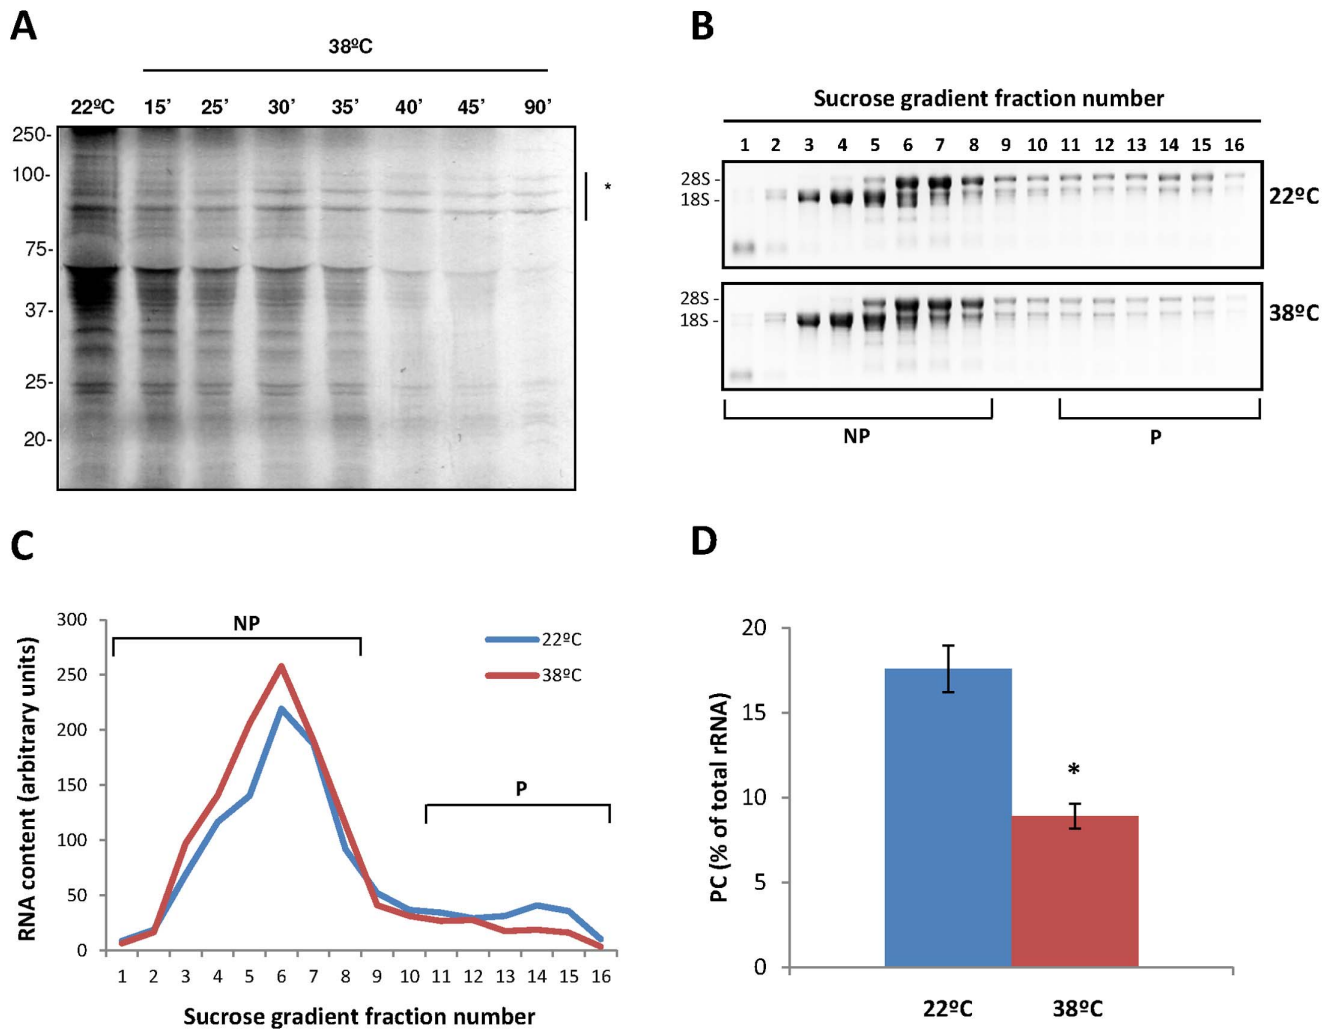 A
38ºC
22ºC 15’ 25’ 30’ 35’ 40’ 45’ 90’
250-
100-
75-
37-
25-
20-
*
B
Sucrose gradient fraction number
1 2 3 4 5 6 7 8 9 10 11 12 13 14 15 16
28S -
18S -
22ºC
28S -
18S -
38ºC
NP P
C
300
250
200
150
100
50
0
RNA content (arbitrary units)
NP
P
22ºC
38ºC
1 2 3 4 5 6 7 8 9 10 11 12 13 14 15 16
Sucrose gradient fraction number
D
20
15
10
5
0
PC (% of total rRNA)
*
22ºC 38ºC